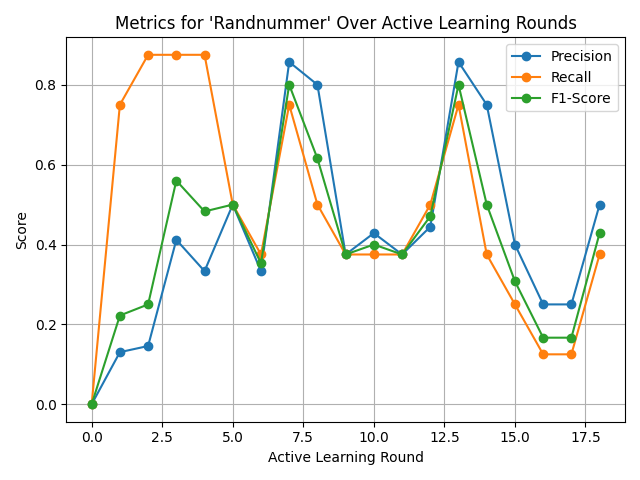 Metrics for 'Randnummer' Over Active Learning Rounds
Precision
Recall
F1-Score
Score
0.8
0.6
0.4
0.2
0.0
0.0 2.5 5.0 7.5 10.0 12.5 15.0 17.5
Active Learning Round